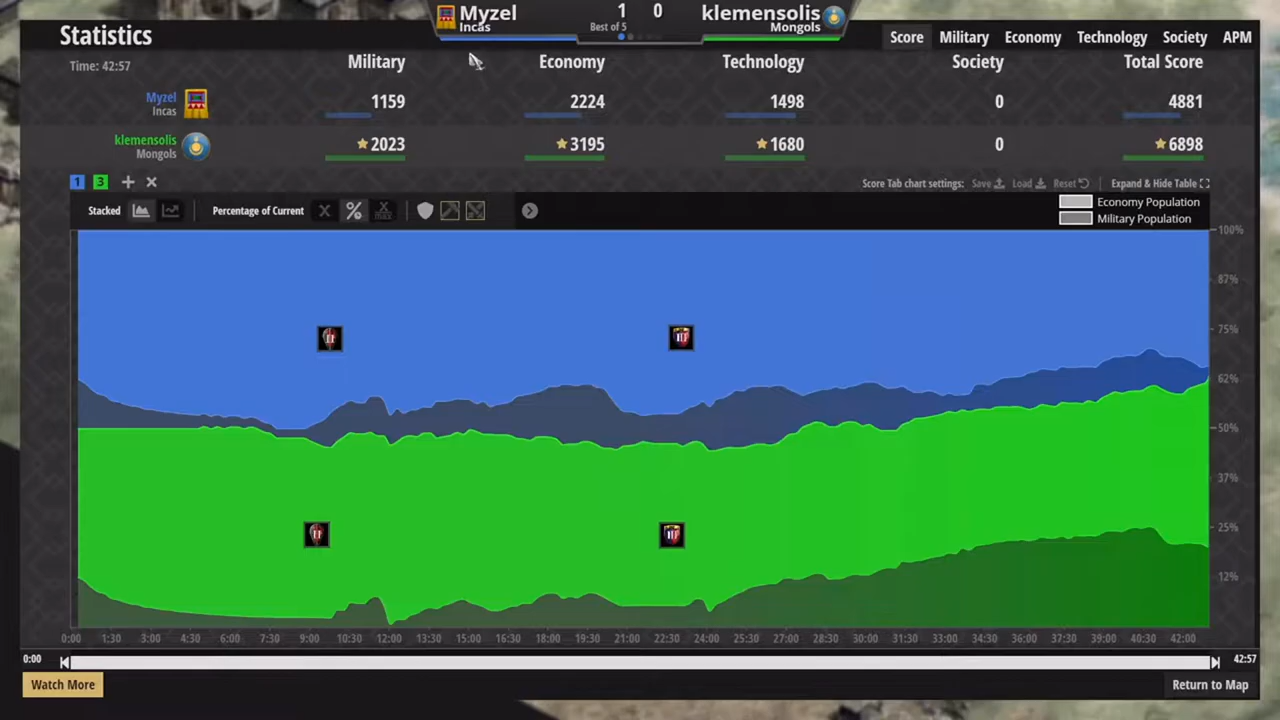 Myzel 1 0 klemensolis
Incas Best of 5 Mongols
Statistics Score Military Economy Technology Society APM
Time: 42:57 Military Economy Technology Society Total Score
Myzel 1159 2224 1498 0 4881
Incas
klemensolis 2023 3195 1680 0 6898
Mongols
1 3 Score Tab chart settings: Save Load Reset Expand & Hide Table
Stacked Percentage of Current X % X max
Economy Population
Military Population
100%
87%
75%
62%
50%
37%
25%
12%
II III
II III
0:00 1:30 3:00 4:30 6:00 7:30 9:00 10:30 12:00 13:30 15:00 16:30 18:00 19:30 21:00 22:30 24:00 25:30 27:00 28:30 30:00 31:30 33:00 34:30 36:00 37:30 39:00 40:30 42:00
0:00 42:57
Watch More Return to Map